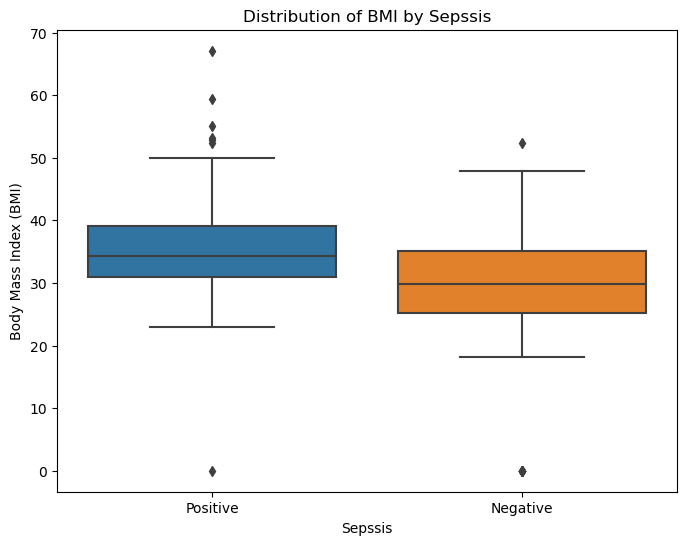 Distribution of BMI by Sepssis
70
60
50
40
30
20
10
0
Body Mass Index (BMI)
Positive
Negative
Sepssis